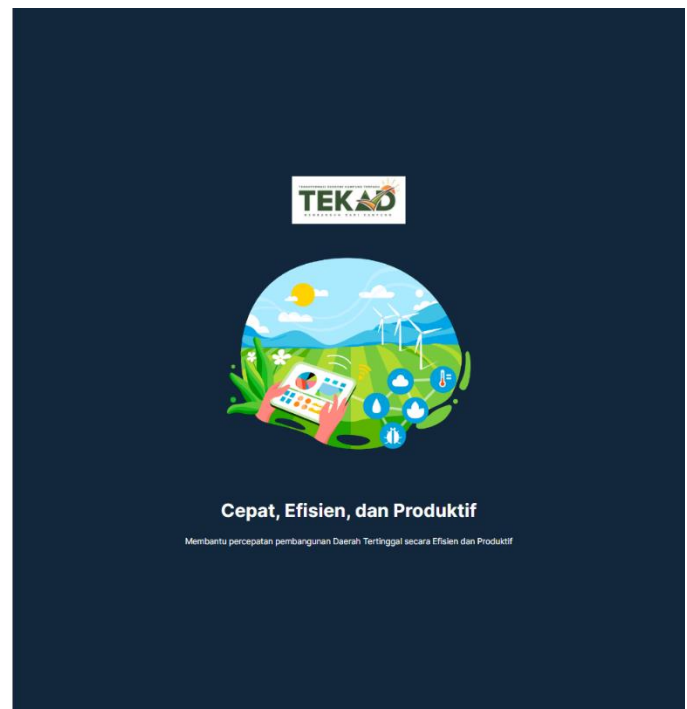 TEKAD
Cepat, Efisien, dan Produktif
Membantu percepatan pembangunan Daerah Tertinggal secara Efisien dan Produktif